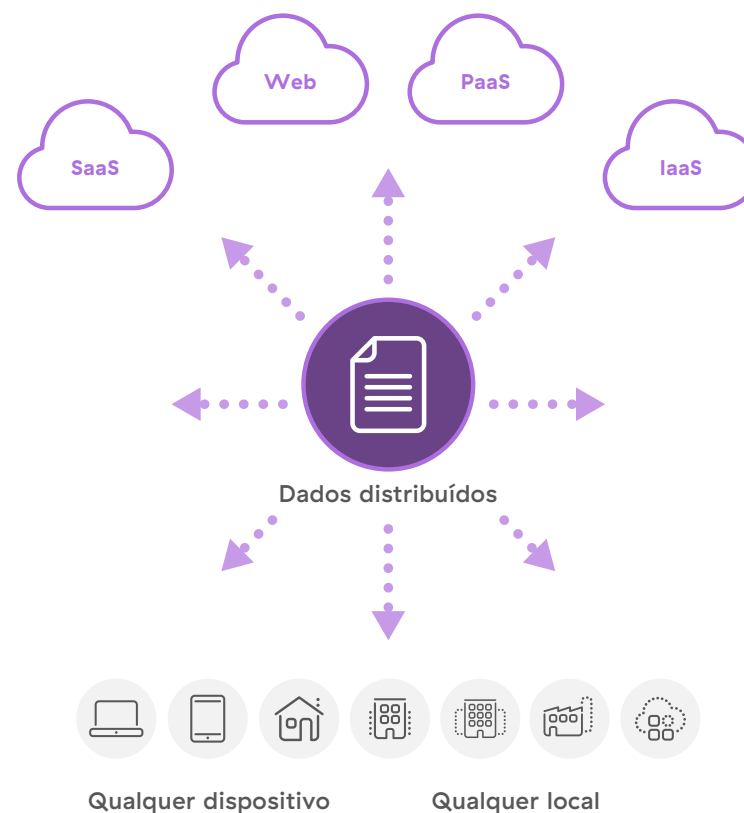 Web
PaaS
SaaS
IaaS
Dados distribuídos
Qualquer dispositivo
Qualquer local